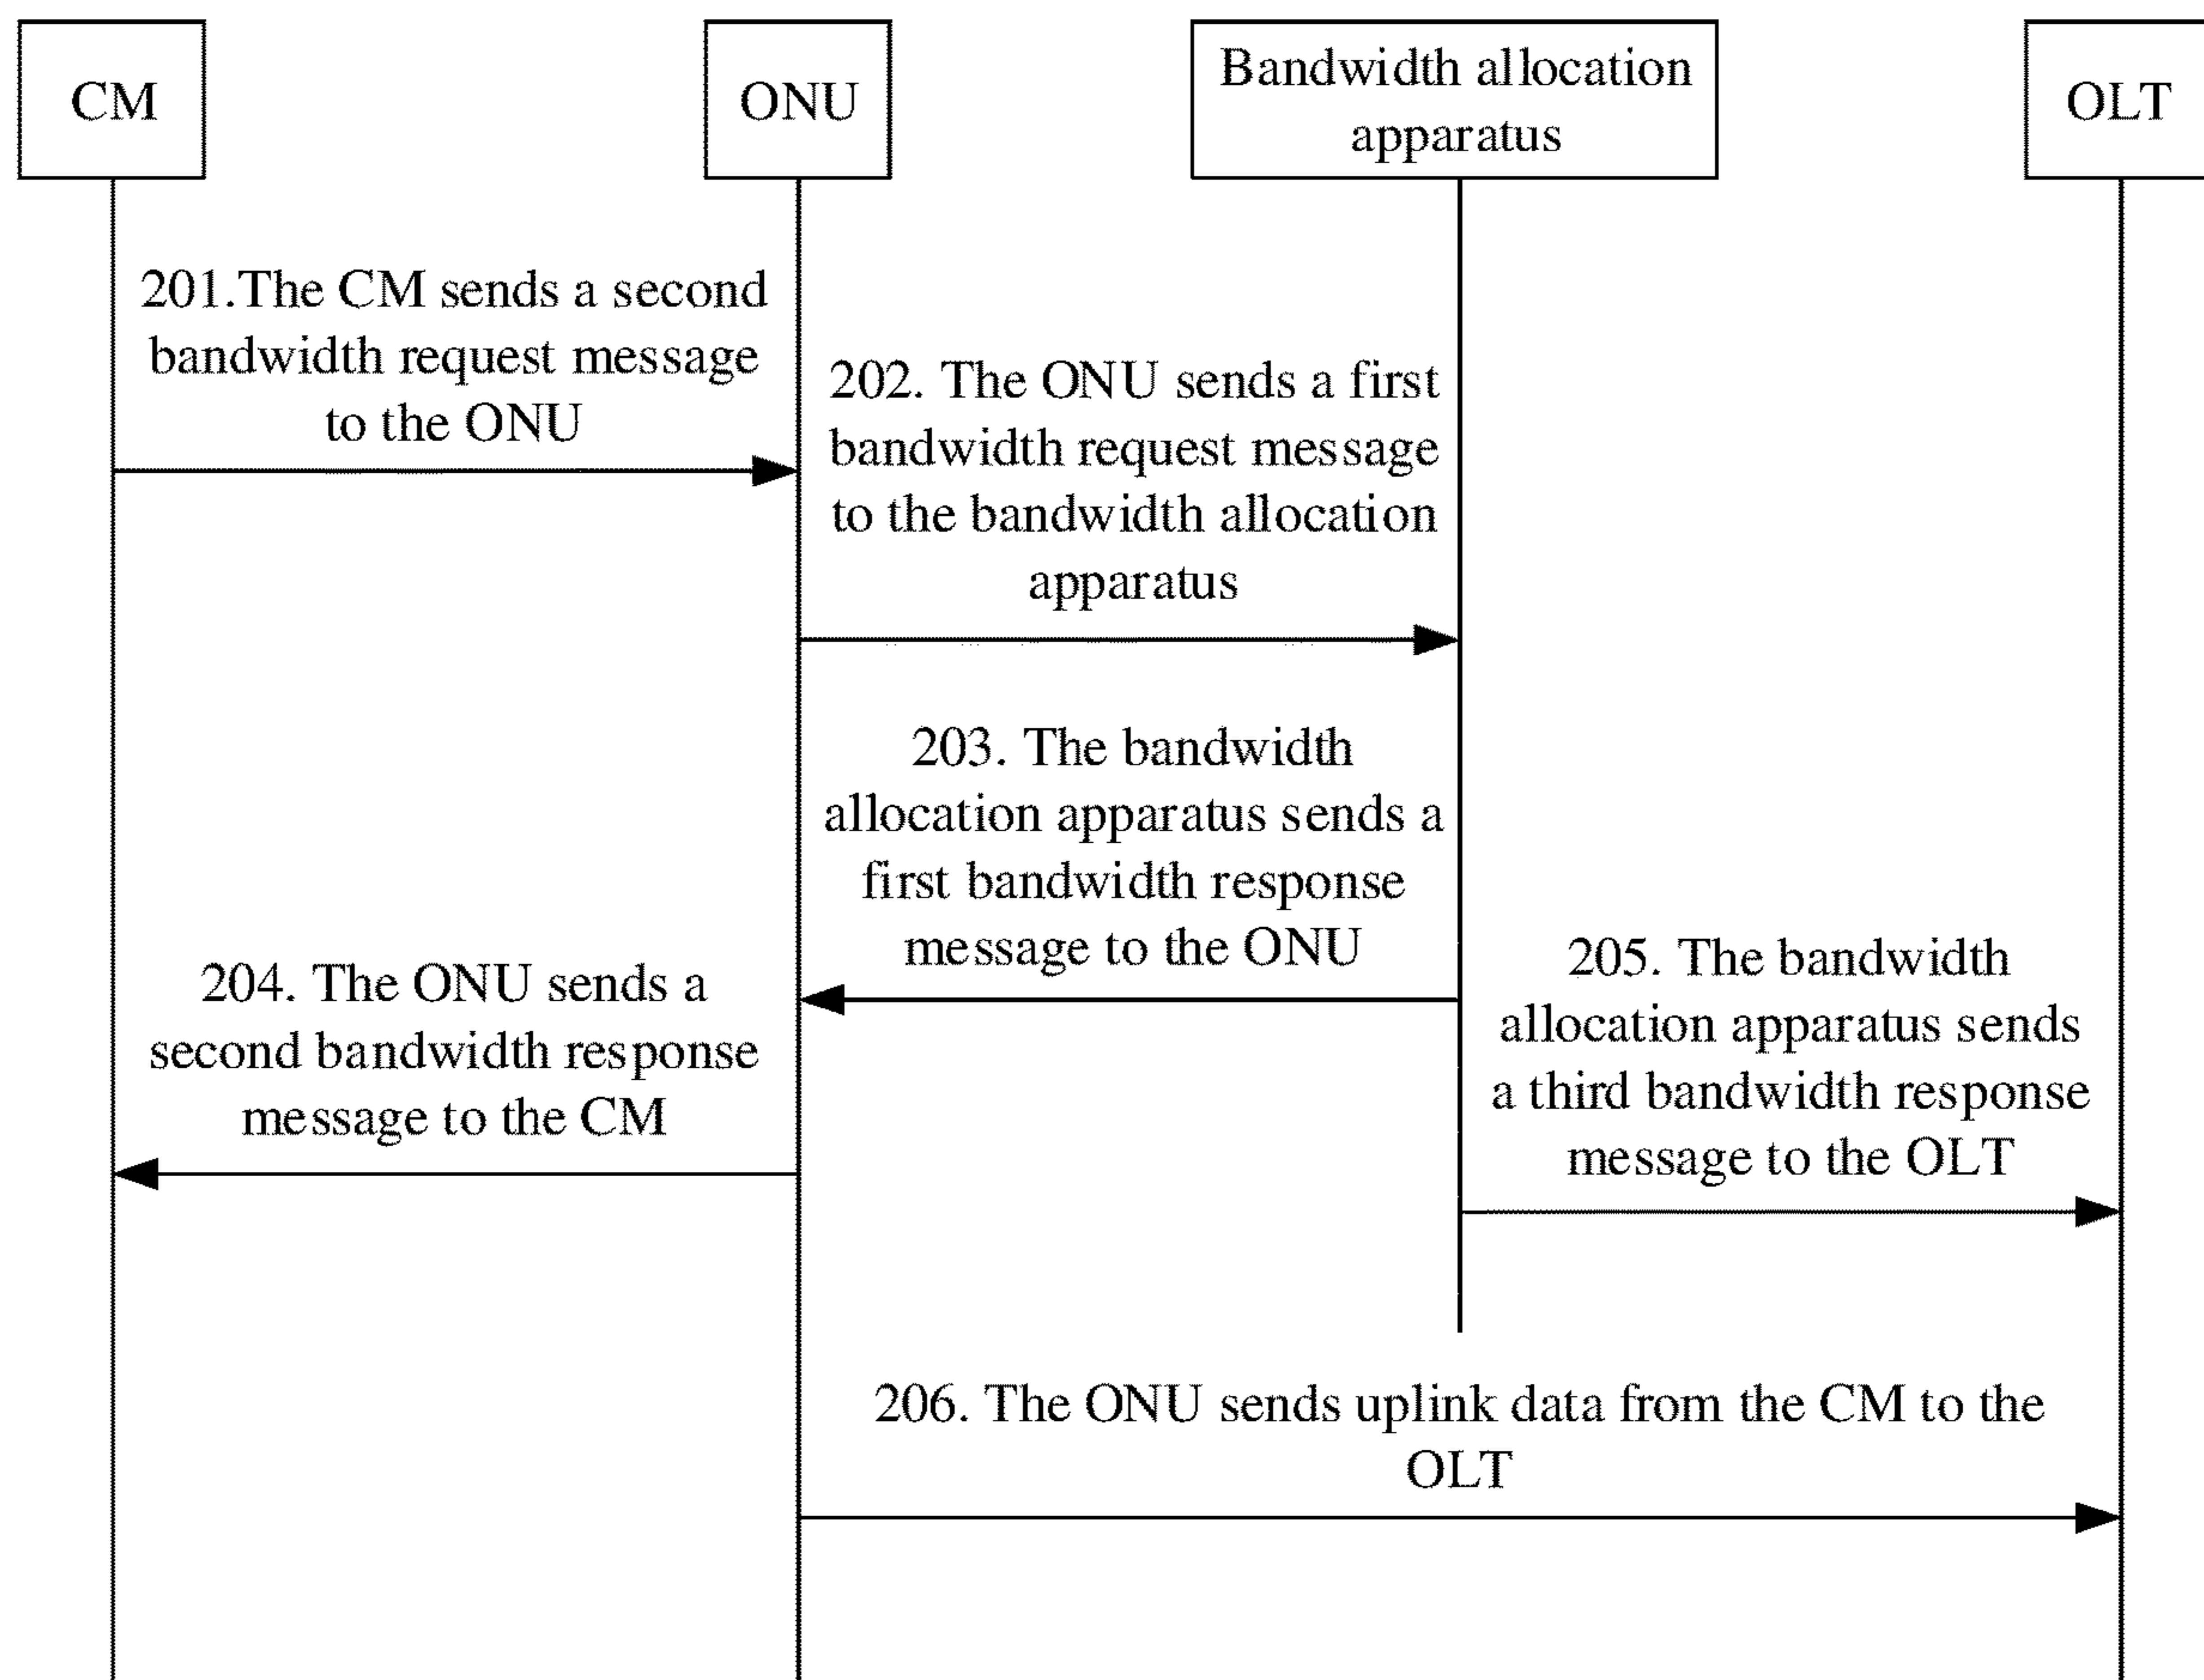 CM
ONU
Bandwidth allocation
apparatus
OLT
201.The CM sends a second
bandwidth request message
to the ONU
202. The ONU sends a first
bandwidth request message
to the bandwidth allocation
apparatus
203. The bandwidth
allocation apparatus sends a
first bandwidth response
message to the ONU
204. The ONU sends a
second bandwidth response
message to the CM
205. The bandwidth
allocation apparatus sends
a third bandwidth response
message to the OLT
206. The ONU sends uplink data from the CM to the
OLT